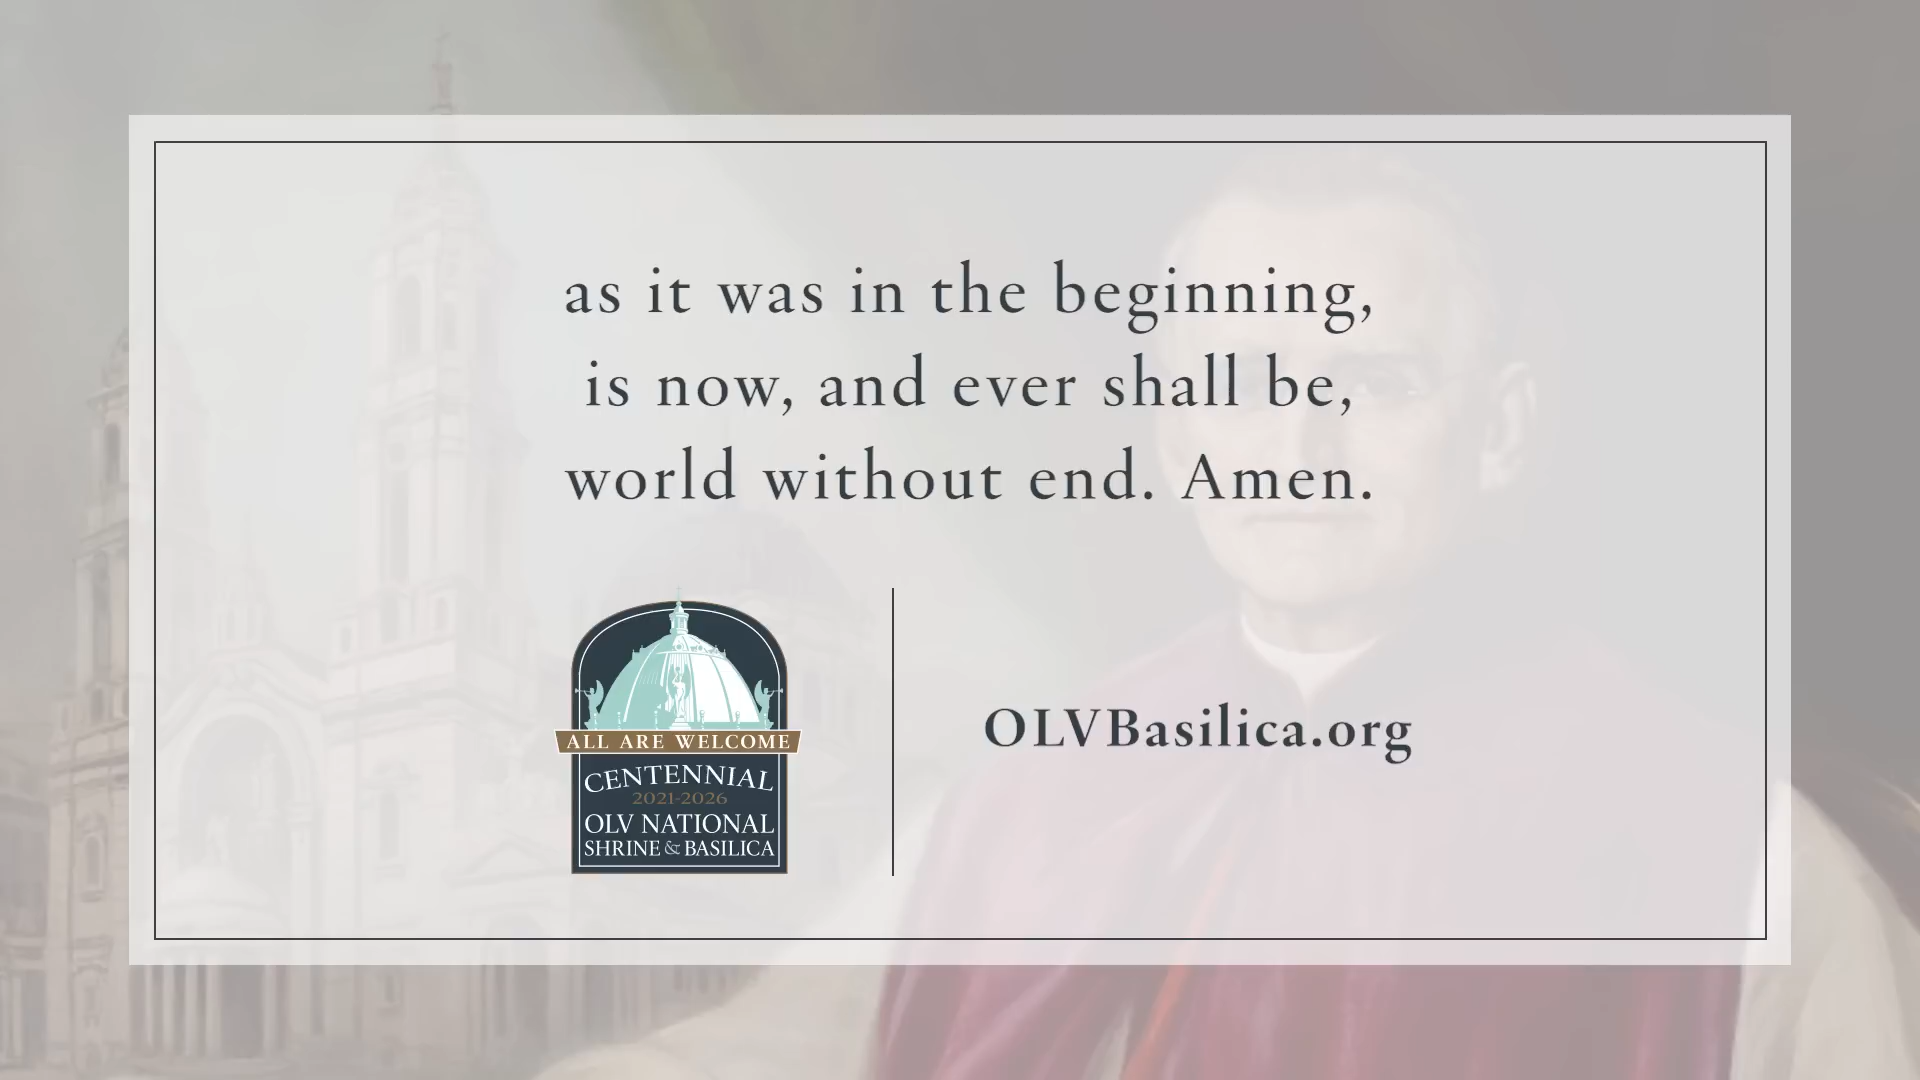 as it was in the beginning,
is now, and ever shall be,
world without end. Amen.
ALL ARE WELCOME
CENTENNIAL
2021-2026
OLV NATIONAL
SHRINE & BASILICA
OLVBasilica.org